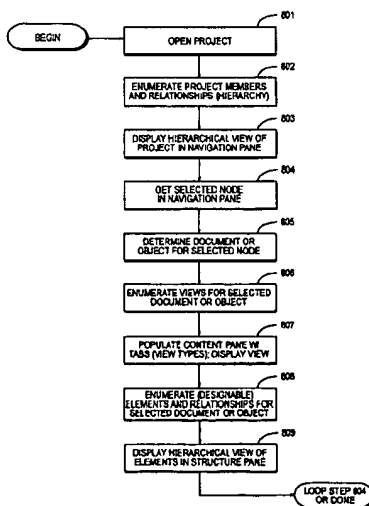 BEGIN
801
OPEN PROJECT
802
ENUMERATE PROJECT MEMBERS
AND RELATIONSHIPS (HIERARCHY)
803
DISPLAY HIERARCHICAL VIEW OF
PROJECT IN NAVIGATION PANE
804
GET SELECTED NODE
IN NAVIGATION PANE
805
DETERMINE DOCUMENT OR
OBJECT FOR SELECTED NODE
806
ENUMERATE VIEWS FOR SELECTED
DOCUMENT OR OBJECT
807
POPULATE CONTENT PANE W/
TABS (VIEW TYPES); DISPLAY VIEW
808
ENUMERATE (DESIGNABLE)
ELEMENTS AND RELATIONSHIPS FOR
SELECTED DOCUMENT OR OBJECT
809
DISPLAY HIERARCHICAL VIEW OF
ELEMENTS IN STRUCTURE PANE
LOOP STEP 804
OR DONE